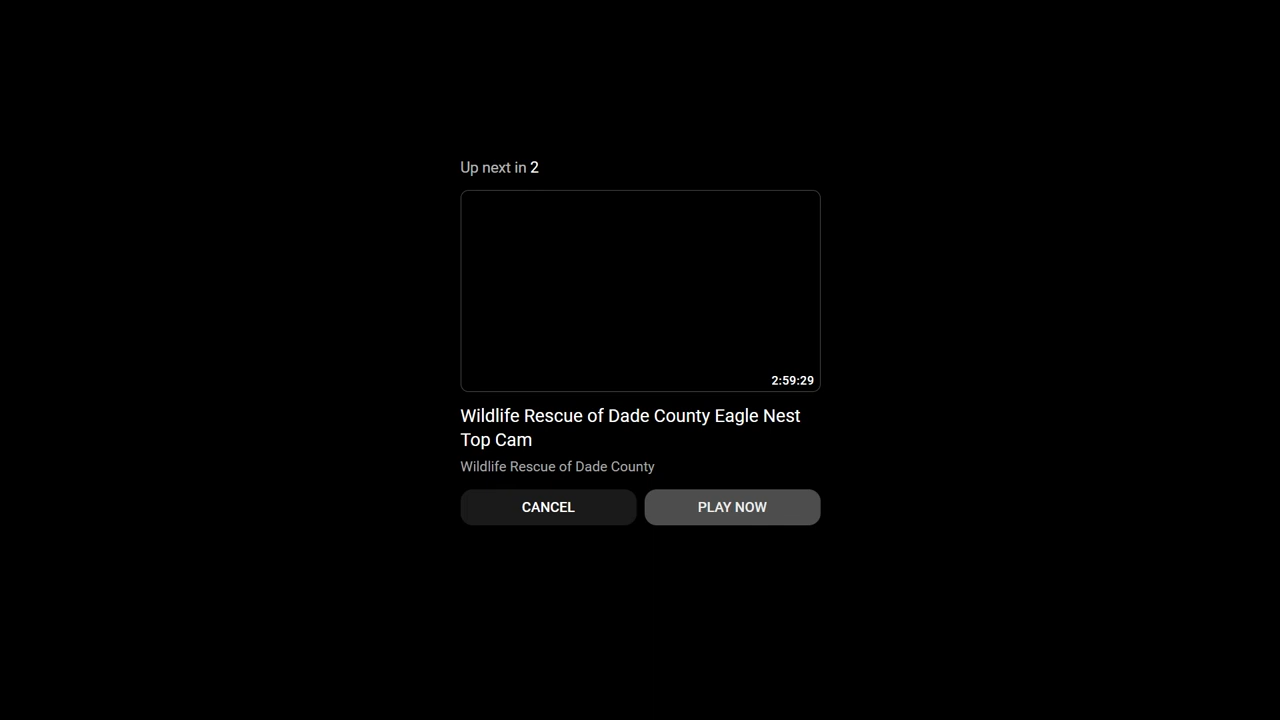 Up next in 2
2:59:29
Wildlife Rescue of Dade County Eagle Nest
Top Cam
Wildlife Rescue of Dade County
CANCEL
PLAY NOW